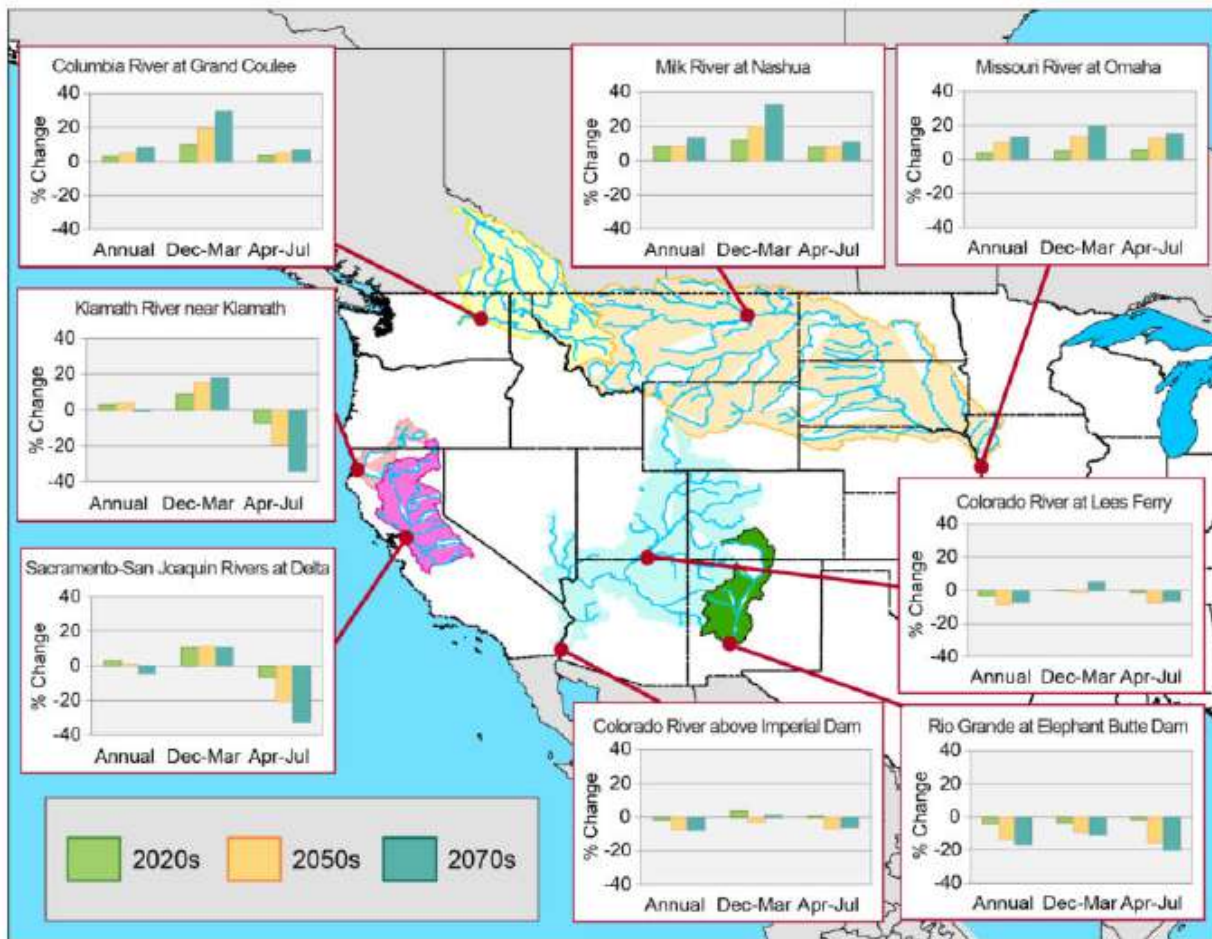 Columbia River at Grand Coulee
40
20
0
-20
-40
% Change
Annual Dec-Mar Apr-Jul
Milk River at Nashua
40
20
0
-20
-40
% Change
Annual Dec-Mar Apr-Jul
Missouri River at Omaha
40
20
0
-20
-40
% Change
Annual Dec-Mar Apr-Jul
Klamath River near Klamath
40
20
0
-20
-40
% Change
Annual Dec-Mar Apr-Jul
Colorado River at Lees Ferry
40
20
0
-20
-40
% Change
Annual Dec-Mar Apr-Jul
Sacramento-San Joaquin Rivers at Delta
40
20
0
-20
-40
% Change
Annual Dec-Mar Apr-Jul
Colorado River above Imperial Dam
40
20
0
-20
-40
% Change
Annual Dec-Mar Apr-Jul
Rio Grande at Elephant Butte Dam
40
20
0
-20
-40
% Change
Annual Dec-Mar Apr-Jul
2020s 2050s 2070s